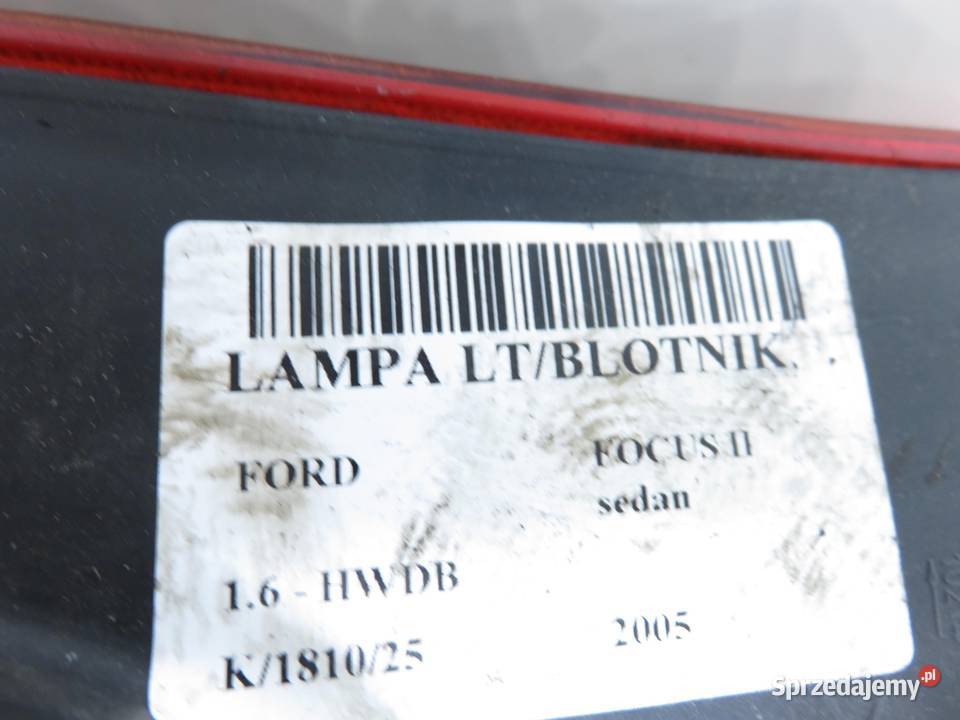 LAMPA LT/BLOTNIK.
FORD
FOCUS II
sedan
1.6 - HWDB
K/1810/25
2005
Sprzedajemy.pl